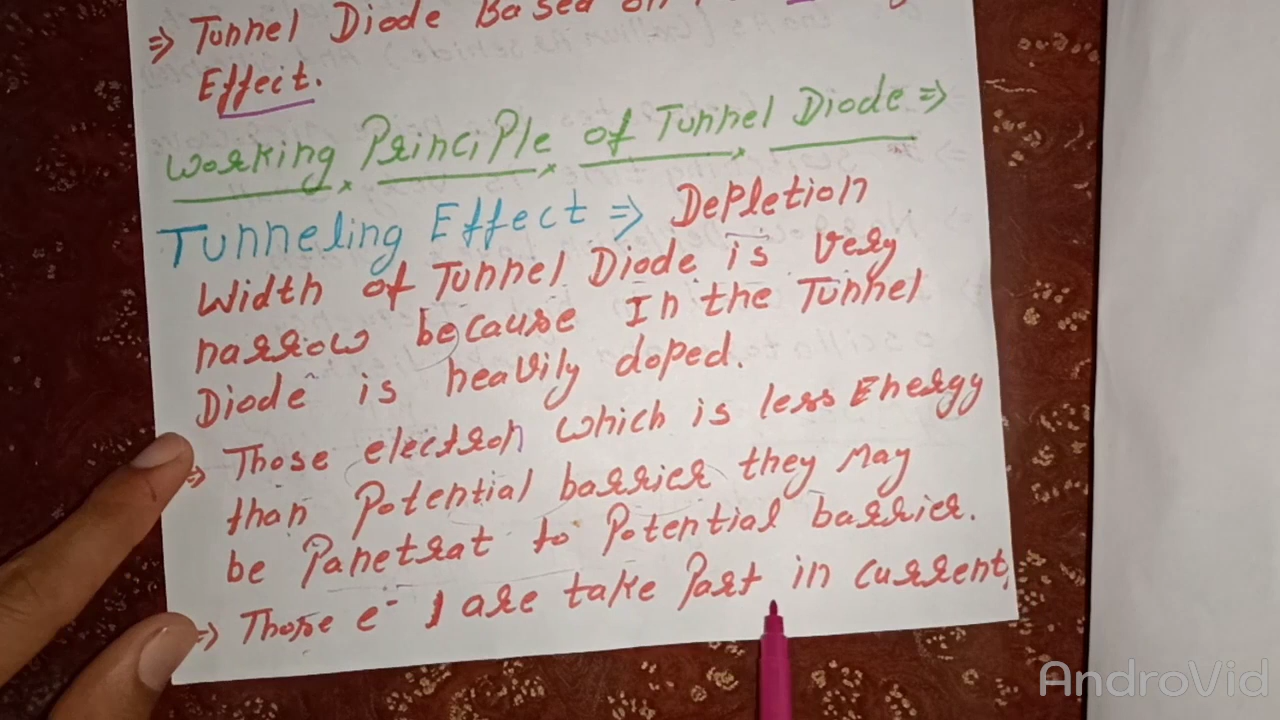 ⇒ Tunnel Diode Based on
Effect.
Working Principle of Tunnel Diode ⇒
Tunneling Effect ⇒ Depletion
Width of Tunnel Diode is very
narrow because In the Tunnel
Diode is heavily doped.
⇒ Those electron which is less Energy
than Potential barrier they May
be Panetrat to Potential barrier.
⇒ Those e⁻ are take Part in current,
AndroVid